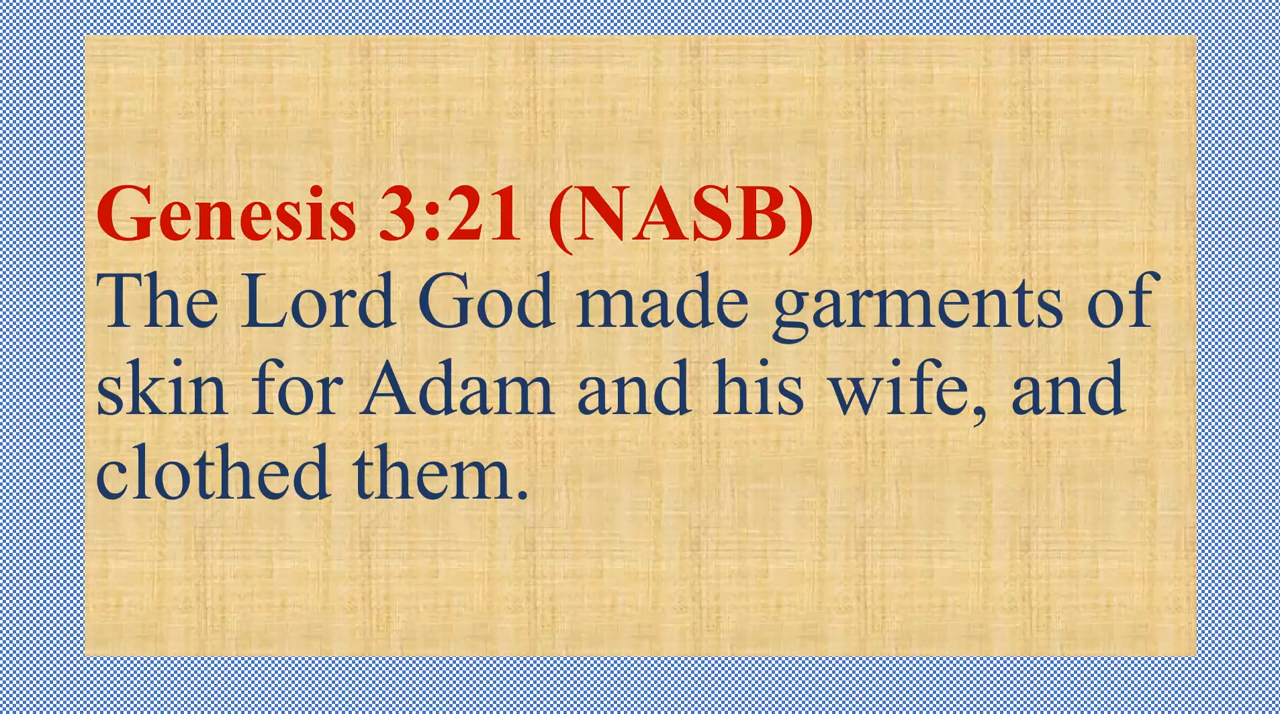 Genesis 3:21 (NASB)
The Lord God made garments of
skin for Adam and his wife, and
clothed them.